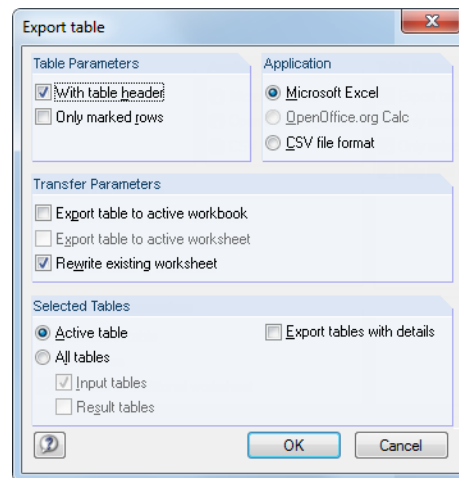 Export table
Table Parameters
With table header
Only marked rows
Application
Microsoft Excel
OpenOffice.org Calc
CSV file format
Transfer Parameters
Export table to active workbook
Export table to active worksheet
Rewrite existing worksheet
Selected Tables
Active table
All tables
Input tables
Result tables
Export tables with details
OK
Cancel